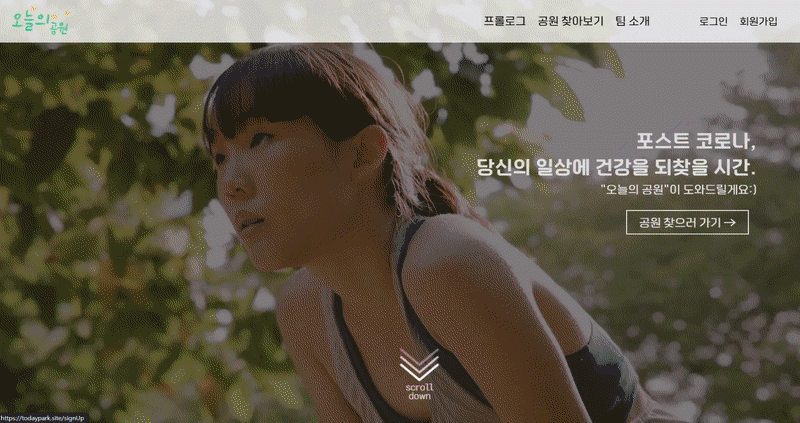 오늘의
공원
프롤로그 공원 찾아보기 팀 소개 로그인 회원가입
포스트 코로나,
당신의 일상에 건강을 되찾을 시간.
"오늘의 공원"이 도와드릴게요:)
공원 찾으러 가기 →
scroll
down
https://todaypark.site/signUp